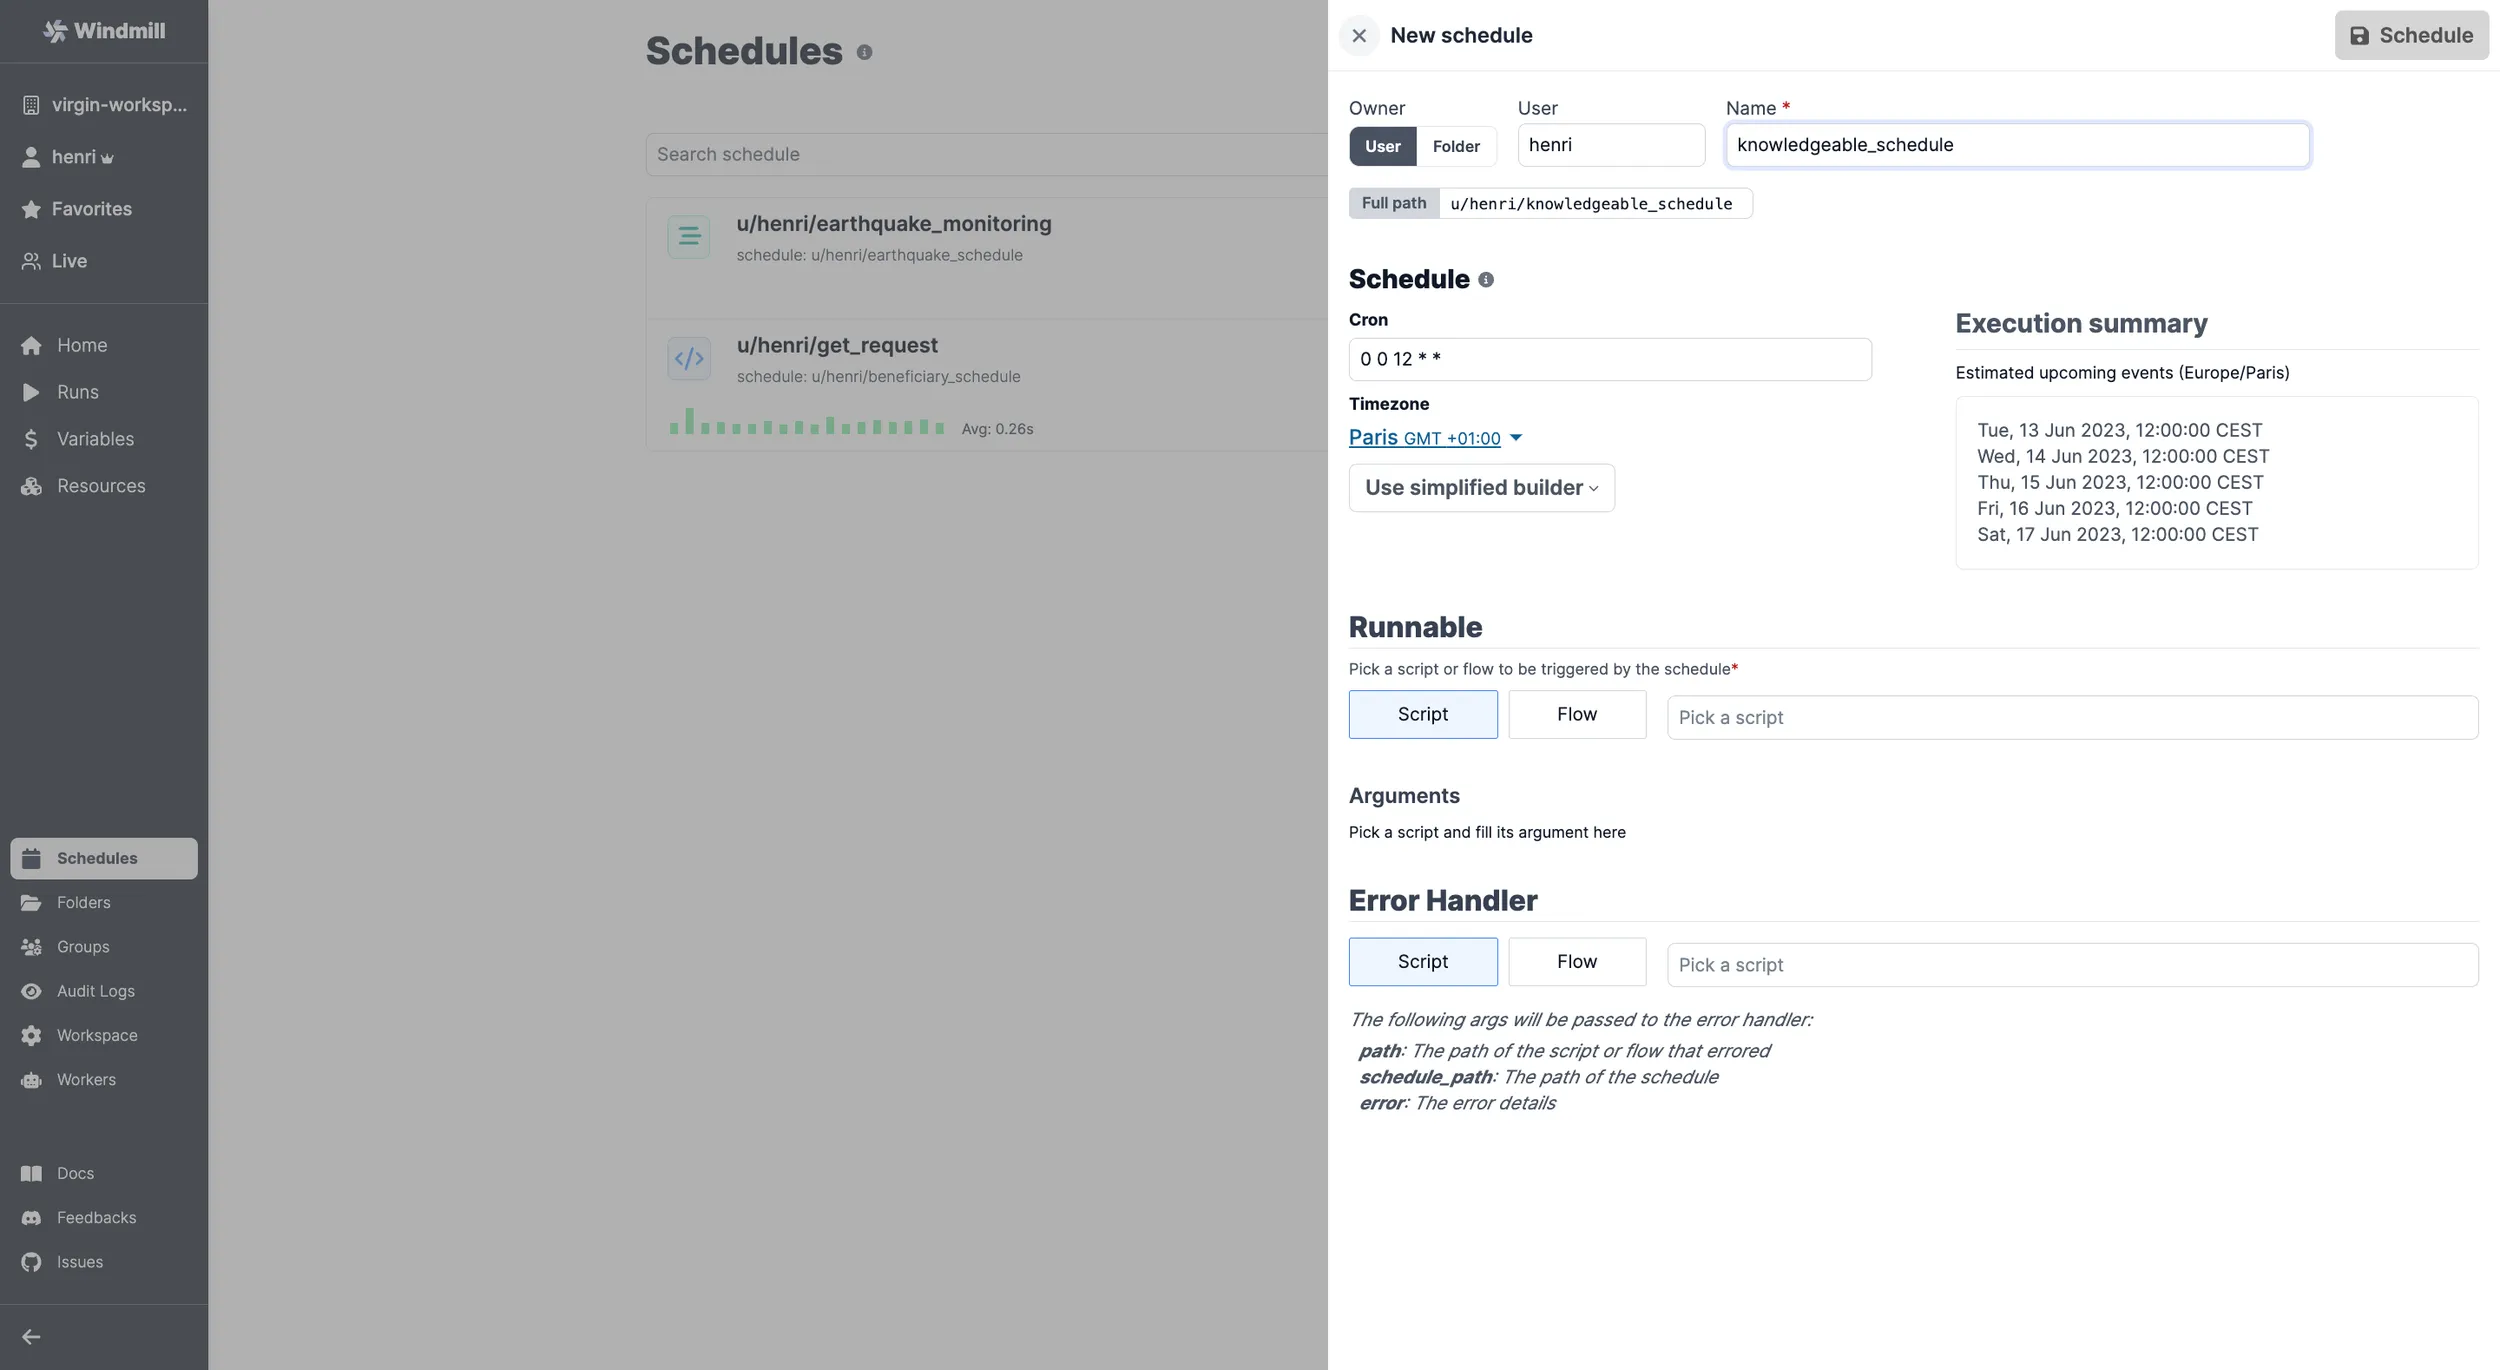 Windmill
virgin-worksp...
henri
Favorites
Live
Home
Runs
Variables
Resources
Schedules
Folders
Groups
Audit Logs
Workspace
Workers
Docs
Feedbacks
Issues
Schedules
Search schedule
u/henri/earthquake_monitoring
schedule: u/henri/earthquake_schedule
u/henri/get_request
schedule: u/henri/beneficiary_schedule
Avg: 0.26s
New schedule
Schedule
Owner User Name *
User Folder henri knowledgeable_schedule
Full path u/henri/knowledgeable_schedule
Schedule
Cron
0 0 12 * *
Timezone
Paris GMT +01:00
Use simplified builder
Execution summary
Estimated upcoming events (Europe/Paris)
Tue, 13 Jun 2023, 12:00:00 CEST
Wed, 14 Jun 2023, 12:00:00 CEST
Thu, 15 Jun 2023, 12:00:00 CEST
Fri, 16 Jun 2023, 12:00:00 CEST
Sat, 17 Jun 2023, 12:00:00 CEST
Runnable
Pick a script or flow to be triggered by the schedule*
Script Flow Pick a script
Arguments
Pick a script and fill its argument here
Error Handler
Script Flow Pick a script
The following args will be passed to the error handler:
path: The path of the script or flow that errored
schedule_path: The path of the schedule
error: The error details